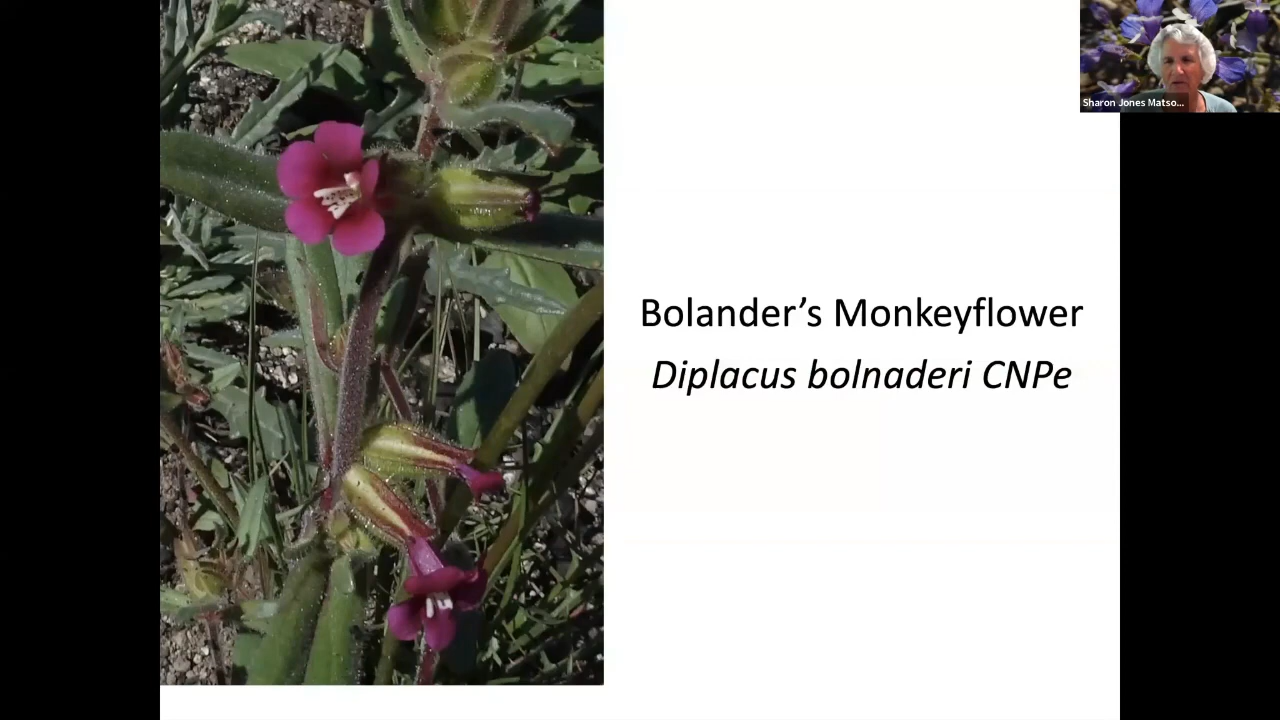 Sharon Jones Matso...
Bolander’s Monkeyflower
Diplacus bolnaderi CNPe